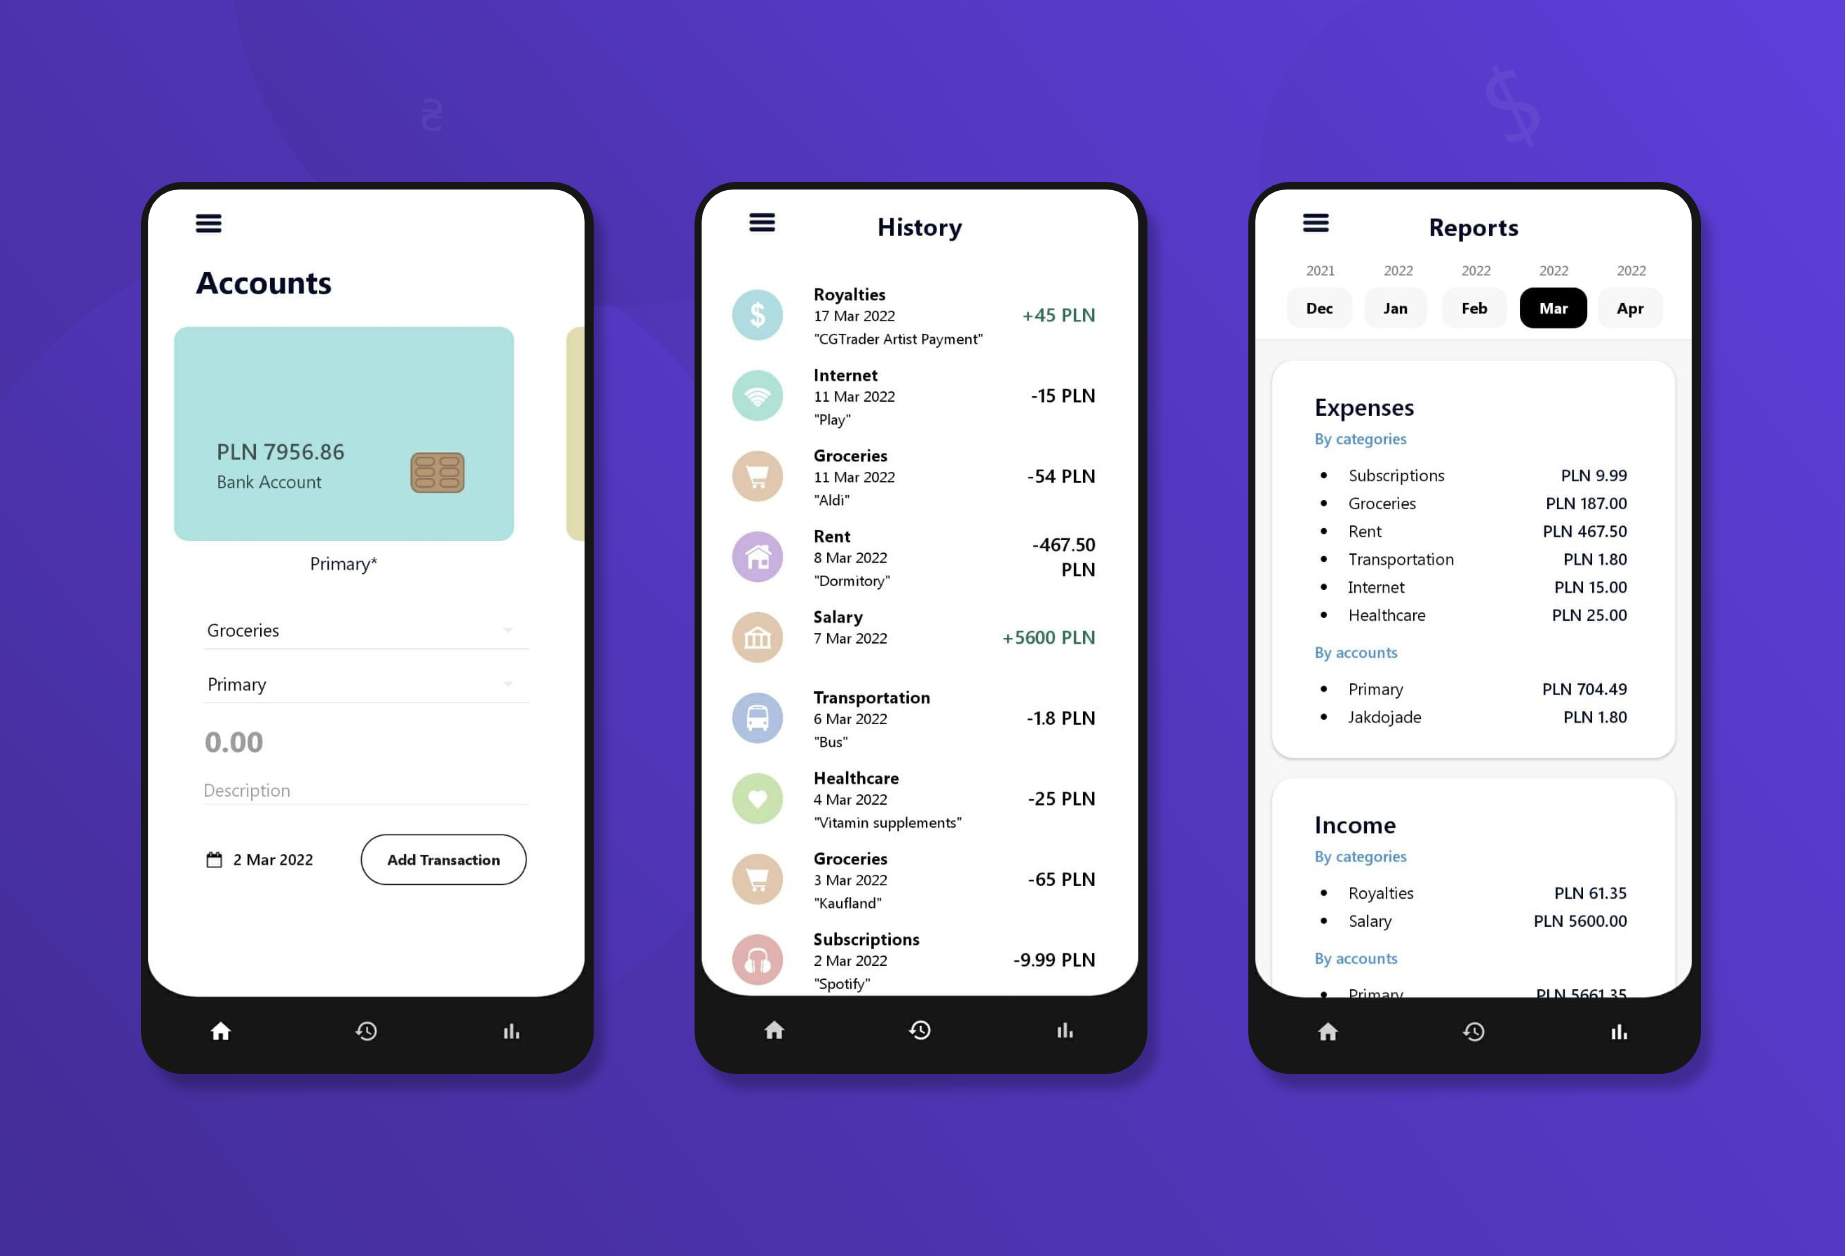 ₴
$
Accounts
PLN 7956.86
Bank Account
Primary*
Groceries
Primary
0.00
Description
2 Mar 2022
Add Transaction
History
Royalties
17 Mar 2022
"CGTrader Artist Payment"
+45 PLN
Internet
11 Mar 2022
"Play"
-15 PLN
Groceries
11 Mar 2022
"Aldi"
-54 PLN
Rent
8 Mar 2022
"Dormitory"
-467.50
PLN
Salary
7 Mar 2022
+5600 PLN
Transportation
6 Mar 2022
"Bus"
-1.8 PLN
Healthcare
4 Mar 2022
"Vitamin supplements"
-25 PLN
Groceries
3 Mar 2022
"Kaufland"
-65 PLN
Subscriptions
2 Mar 2022
"Spotify"
-9.99 PLN
Reports
2021 2022 2022 2022 2022
Dec Jan Feb Mar Apr
Expenses
By categories
• Subscriptions PLN 9.99
• Groceries PLN 187.00
• Rent PLN 467.50
• Transportation PLN 1.80
• Internet PLN 15.00
• Healthcare PLN 25.00
By accounts
• Primary PLN 704.49
• Jakdojade PLN 1.80
Income
By categories
• Royalties PLN 61.35
• Salary PLN 5600.00
By accounts
• Primary PLN 5661.35